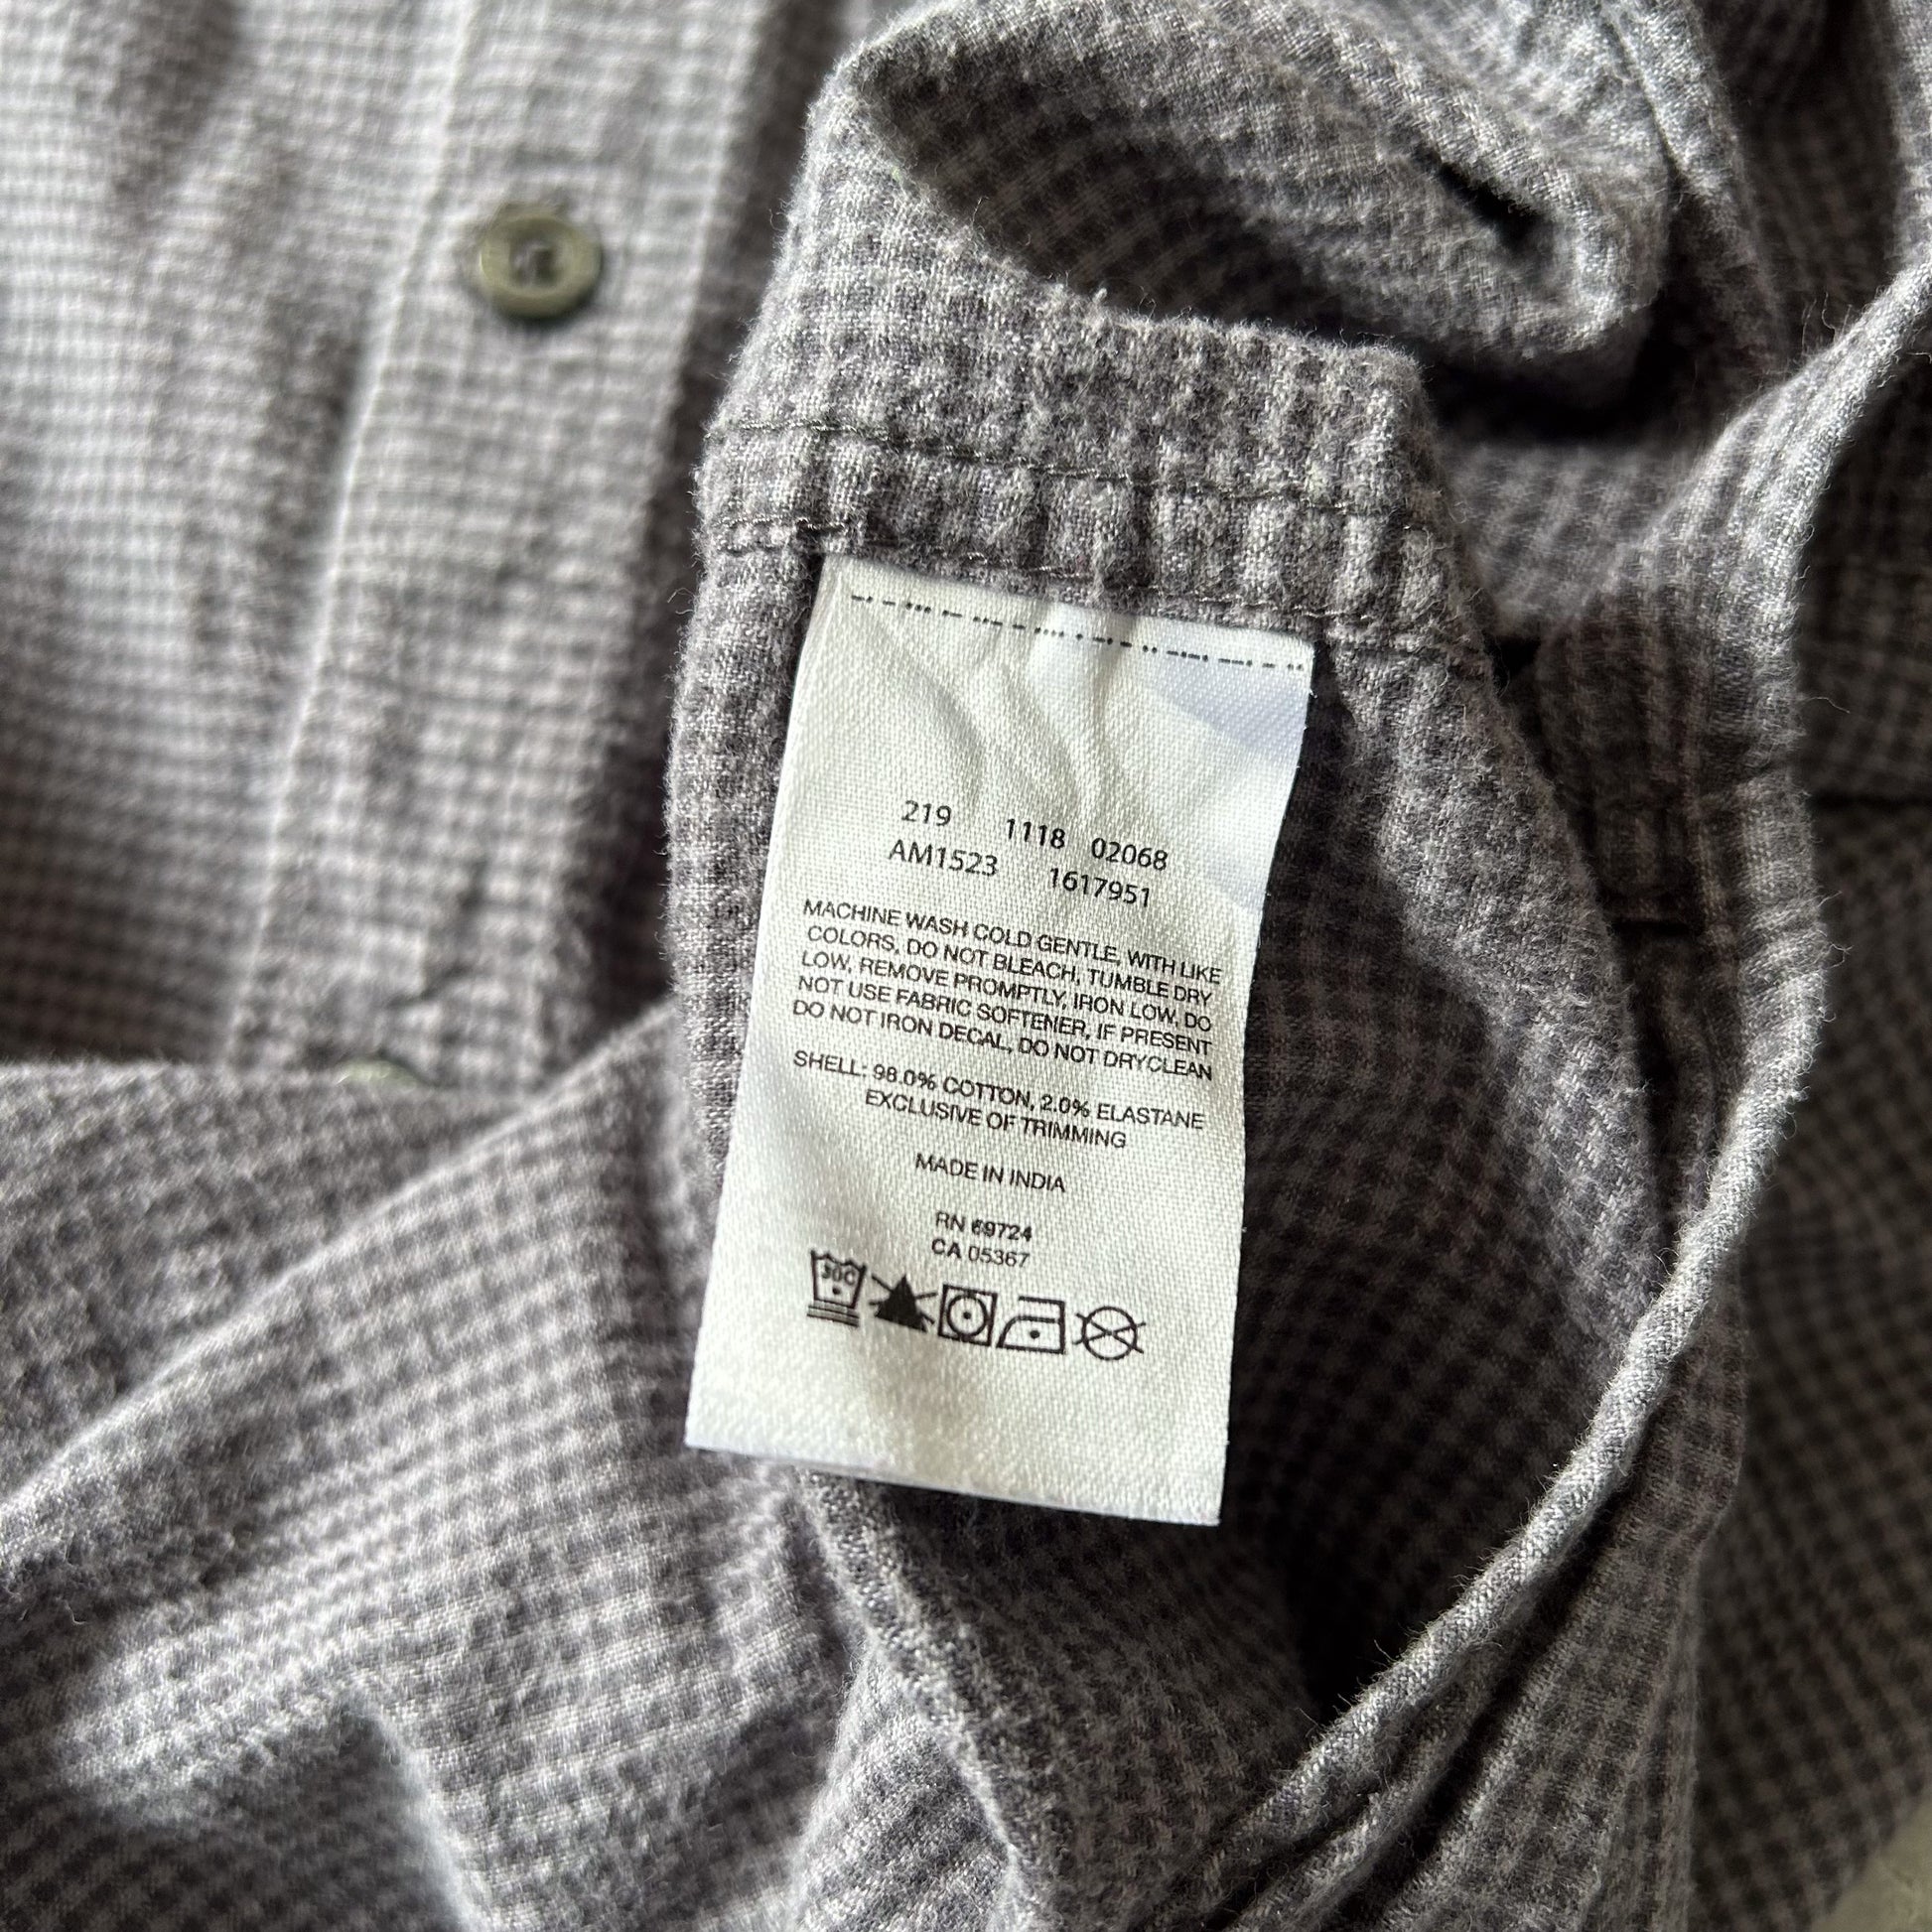 219 1118 02068
AM1523 1617951
MACHINE WASH COLD GENTLE, WITH LIKE
COLORS, DO NOT BLEACH, TUMBLE DRY
LOW, REMOVE PROMPTLY, IRON LOW, DO
NOT USE FABRIC SOFTENER, IF PRESENT
DO NOT IRON DECAL, DO NOT DRYCLEAN
SHELL: 98.0% COTTON, 2.0% ELASTANE
EXCLUSIVE OF TRIMMING
MADE IN INDIA
RN 69724
CA 05367
30C